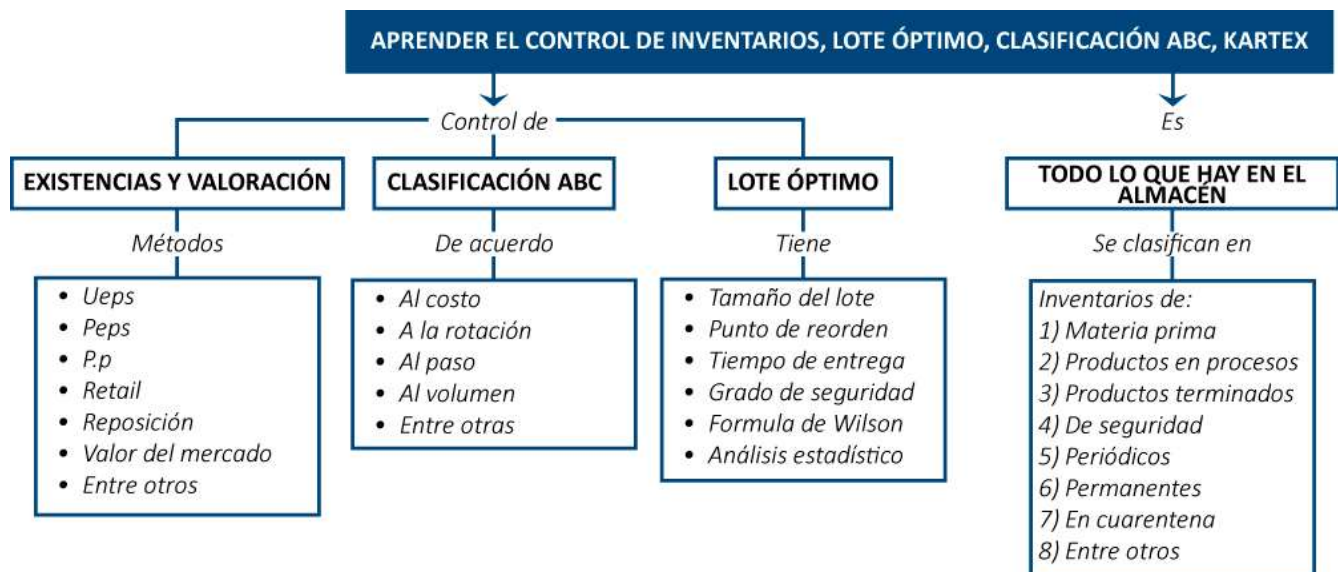 APRENDER EL CONTROL DE INVENTARIOS, LOTE ÓPTIMO, CLASIFICACIÓN ABC, KARTEX
Control de
Es
EXISTENCIAS Y VALORACIÓN
CLASIFICACIÓN ABC
LOTE ÓPTIMO
TODO LO QUE HAY EN EL
ALMACÉN
Métodos
De acuerdo
Tiene
Se clasifican en
• Ueps
• Peps
• P.p
• Retail
• Reposición
• Valor del mercado
• Entre otros
• Al costo
• A la rotación
• Al paso
• Al volumen
• Entre otras
• Tamaño del lote
• Punto de reorden
• Tiempo de entrega
• Grado de seguridad
• Formula de Wilson
• Análisis estadístico
Inventarios de:
1) Materia prima
2) Productos en procesos
3) Productos terminados
4) De seguridad
5) Periódicos
6) Permanentes
7) En cuarentena
8) Entre otros